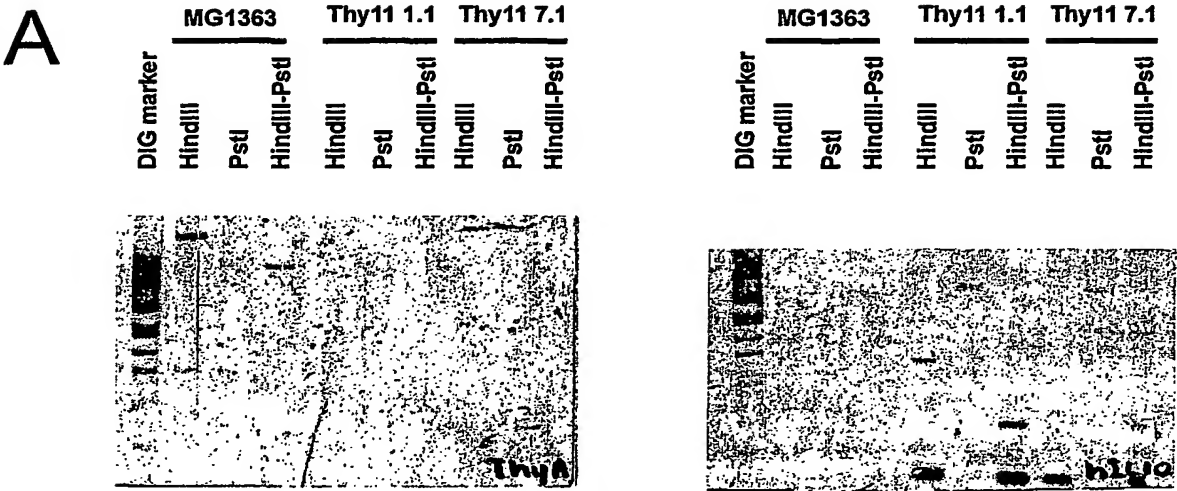 A
MG1363 Thy11 1.1 Thy11 7.1
DIG marker HindIII PstI HindIII-PstI HindIII PstI HindIII-PstI HindIII PstI HindIII-PstI
ThyA
MG1363 Thy11 1.1 Thy11 7.1
DIG marker HindIII PstI HindIII-PstI HindIII PstI HindIII-PstI HindIII PstI HindIII-PstI
hIL10